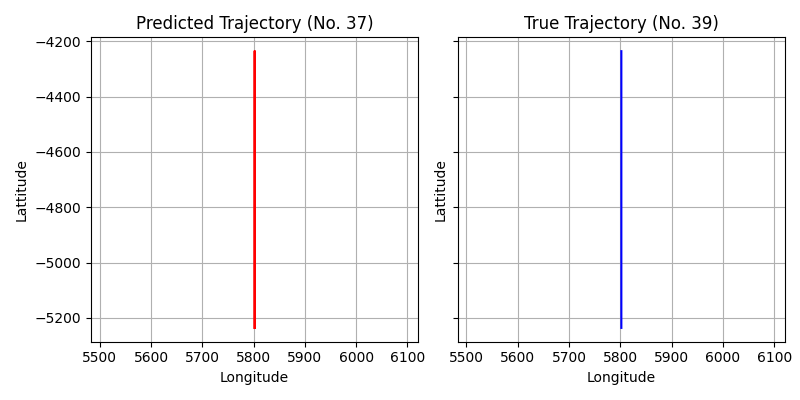 Predicted Trajectory (No. 37)
True Trajectory (No. 39)
−4200
−4400
−4600
−4800
−5000
−5200
Lattitude
Lattitude
5500 5600 5700 5800 5900 6000 6100
5500 5600 5700 5800 5900 6000 6100
Longitude
Longitude